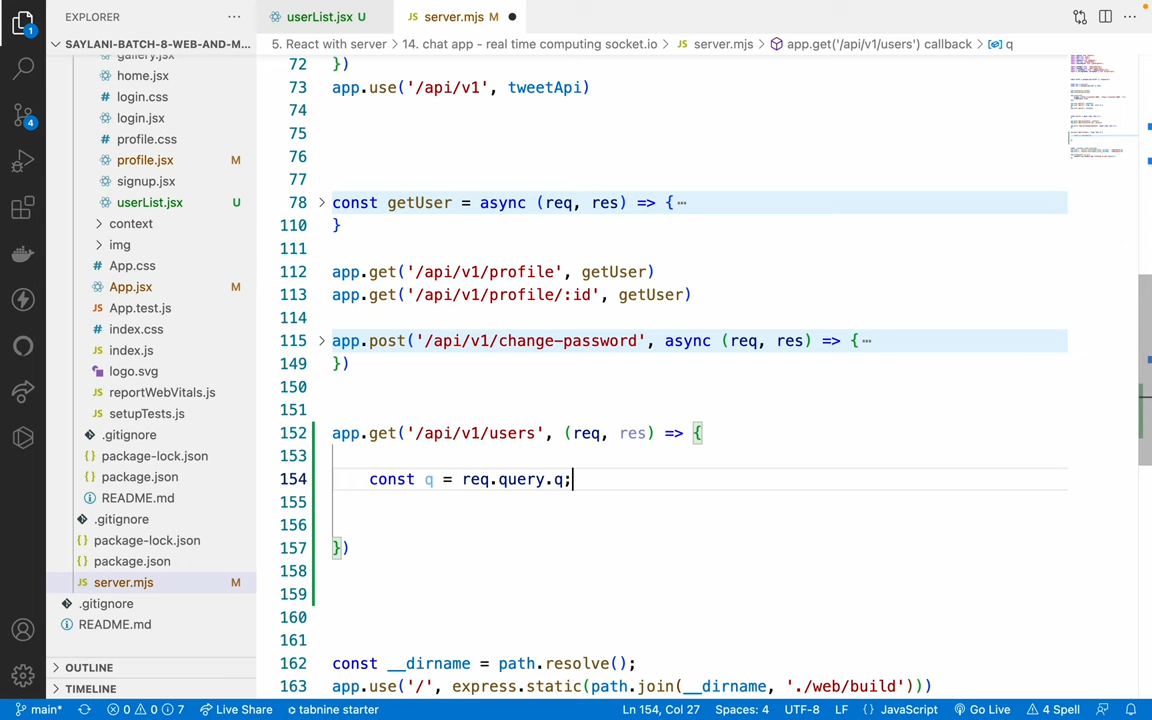 EXPLORER
SAYLANI-BATCH-8-WEB-AND-M...
gallery.jsx
home.jsx
# login.css
login.jsx
# profile.css
profile.jsx M
signup.jsx
userList.jsx U
context
img
# App.css
App.jsx M
JS App.test.js
# index.css
JS index.js
logo.svg
JS reportWebVitals.js
JS setupTests.js
.gitignore
{} package-lock.json
{} package.json
README.md
.gitignore
{} package-lock.json
{} package.json
JS server.mjs M
.gitignore
README.md
OUTLINE
TIMELINE
1
4
userList.jsx U
JS server.mjs M
5. React with server > 14. chat app - real time computing socket.io > JS server.mjs > app.get('/api/v1/users') callback > q
72 })
73 app.use('/api/v1', tweetApi)
74
75
76
77
78 const getUser = async (req, res) => {…
110 }
111
112 app.get('/api/v1/profile', getUser)
113 app.get('/api/v1/profile/:id', getUser)
114
115 app.post('/api/v1/change-password', async (req, res) => {…
149 })
150
151
152 app.get('/api/v1/users', (req, res) => {
153
154 const q = req.query.q;
155
156
157 })
158
159
160
161
162 const __dirname = path.resolve();
163 app.use('/', express.static(path.join(__dirname, './web/build')))
main* 0 0 7 Live Share tabnine starter Ln 154, Col 27 Spaces: 4 UTF-8 LF {} JavaScript Go Live 4 Spell